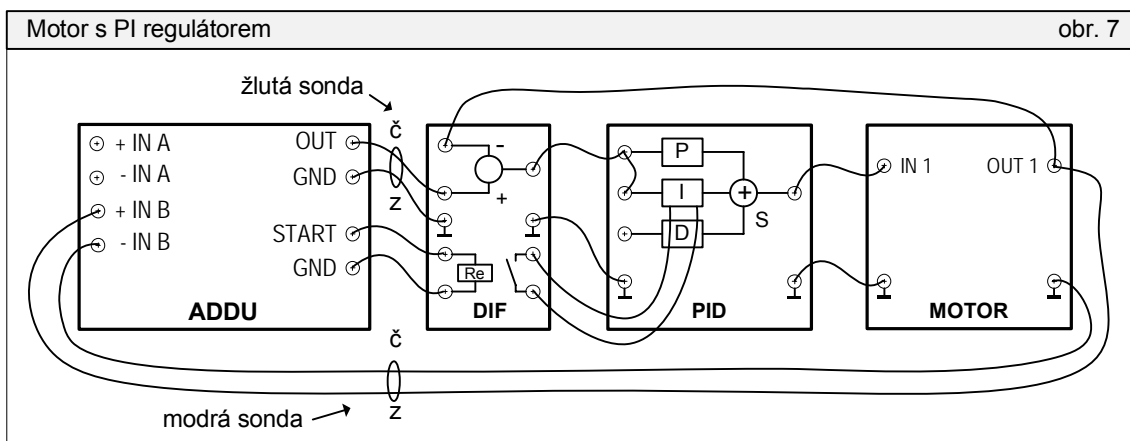 Motor s PI regulátorem obr. 7
žlutá sonda
č
z
+ IN A
- IN A
+ IN B
- IN B
OUT
GND
START
GND
ADDU
-
+
Re
DIF
P
I
D
+
S
PID
IN 1 OUT 1
MOTOR
č
z
modrá sonda